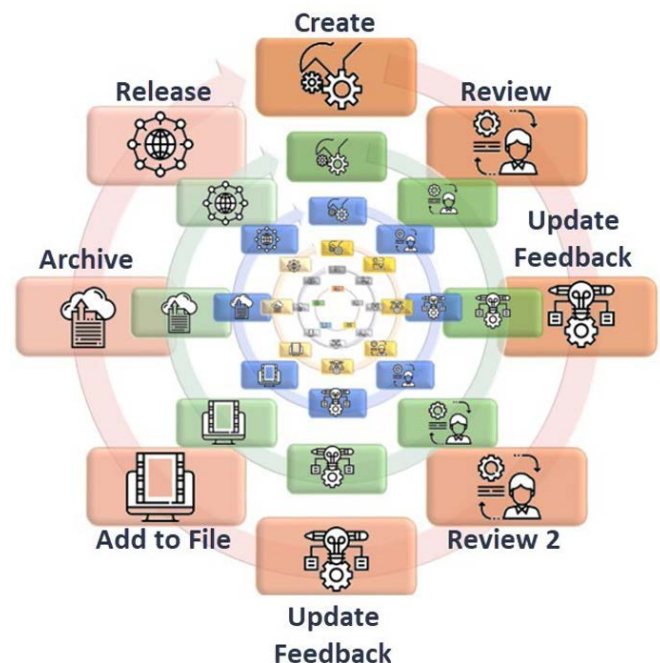 Create
Release
Review
Update
Feedback
Archive
Add to File
Review 2
Update
Feedback